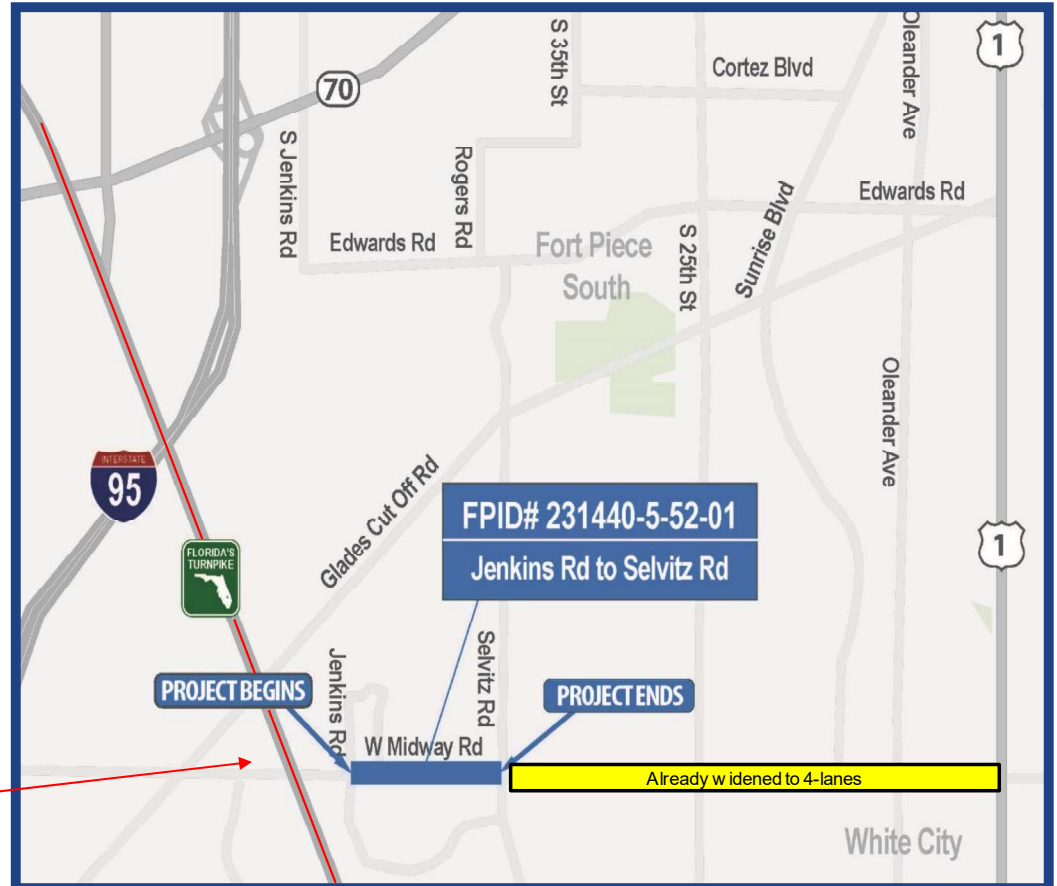 1
Oleander Ave
S 35th St
Cortez Blvd
70
S Jenkins Rd
Rogers Rd
Edwards Rd
Edwards Rd
Fort Piece
South
S 25th St
Sunrise Blvd
Oleander Ave
INTERSTATE
95
Glades Cut Off Rd
FPID# 231440-5-52-01
Jenkins Rd to Selvitz Rd
1
FLORIDA'S
TURNPIKE
Jenkins Rd
Selvitz Rd
PROJECT BEGINS
PROJECT ENDS
W Midway Rd
Already widened to 4-lanes
White City